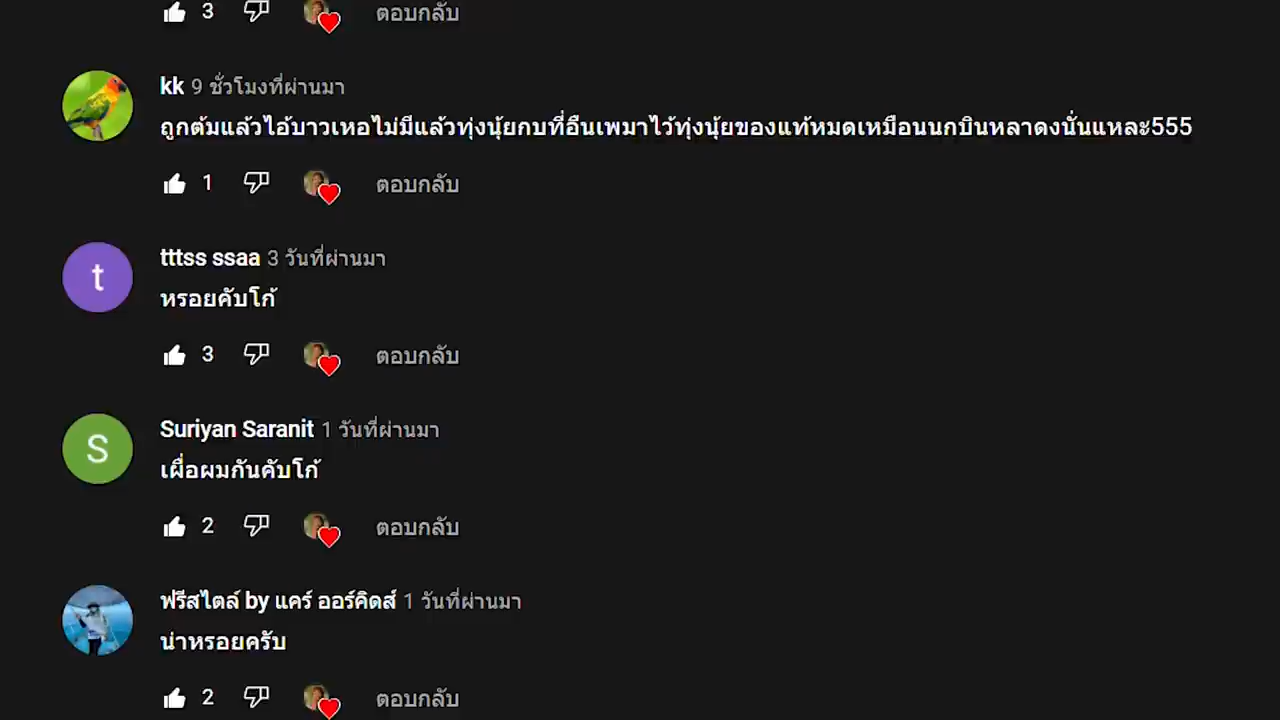 3 ตอบกลับ
kk 9 ชั่วโมงที่ผ่านมา
ถูกต้มแล้วไอ้บาวเหอไม่มีแล้วทุ่งนุ้ยกบที่อื่นเพมาไว้ทุ่งนุ้ยของแท้หมดเหมือนนกบินหลาดงนั่นแหละ555
1 ตอบกลับ
t
tttss ssaa 3 วันที่ผ่านมา
หรอยคับโก้
3 ตอบกลับ
S
Suriyan Saranit 1 วันที่ผ่านมา
เผื่อผมกันคับโก้
2 ตอบกลับ
ฟรีสไตล์ by แคร์ ออร์คิดส์ 1 วันที่ผ่านมา
น่าหรอยครับ
2 ตอบกลับ